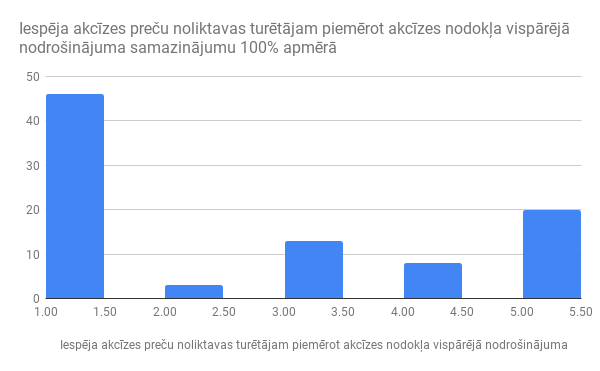 Iespēja akcīzes preču noliktavas turētājam piemērot akcīzes nodokļa vispārējā
nodrošinājuma samazinājumu 100% apmērā
50
40
30
20
10
0
1.00 1.50 2.00 2.50 3.00 3.50 4.00 4.50 5.00 5.50
Iespēja akcīzes preču noliktavas turētājam piemērot akcīzes nodokļa vispārējā nodrošinājuma